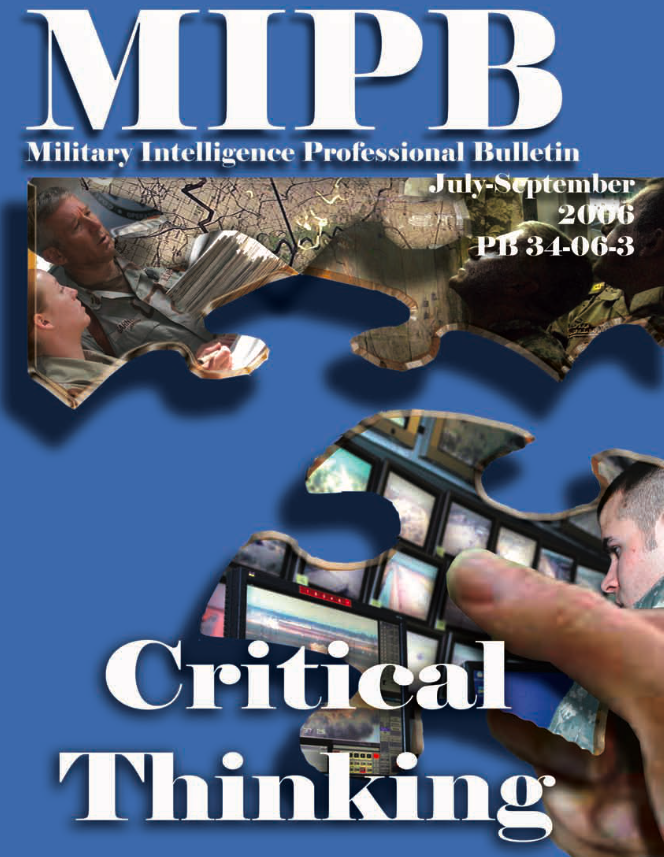 MIPB
Military Intelligence Professional Bulletin
July-September
2006
PB 34-06-3
Critical
Thinking